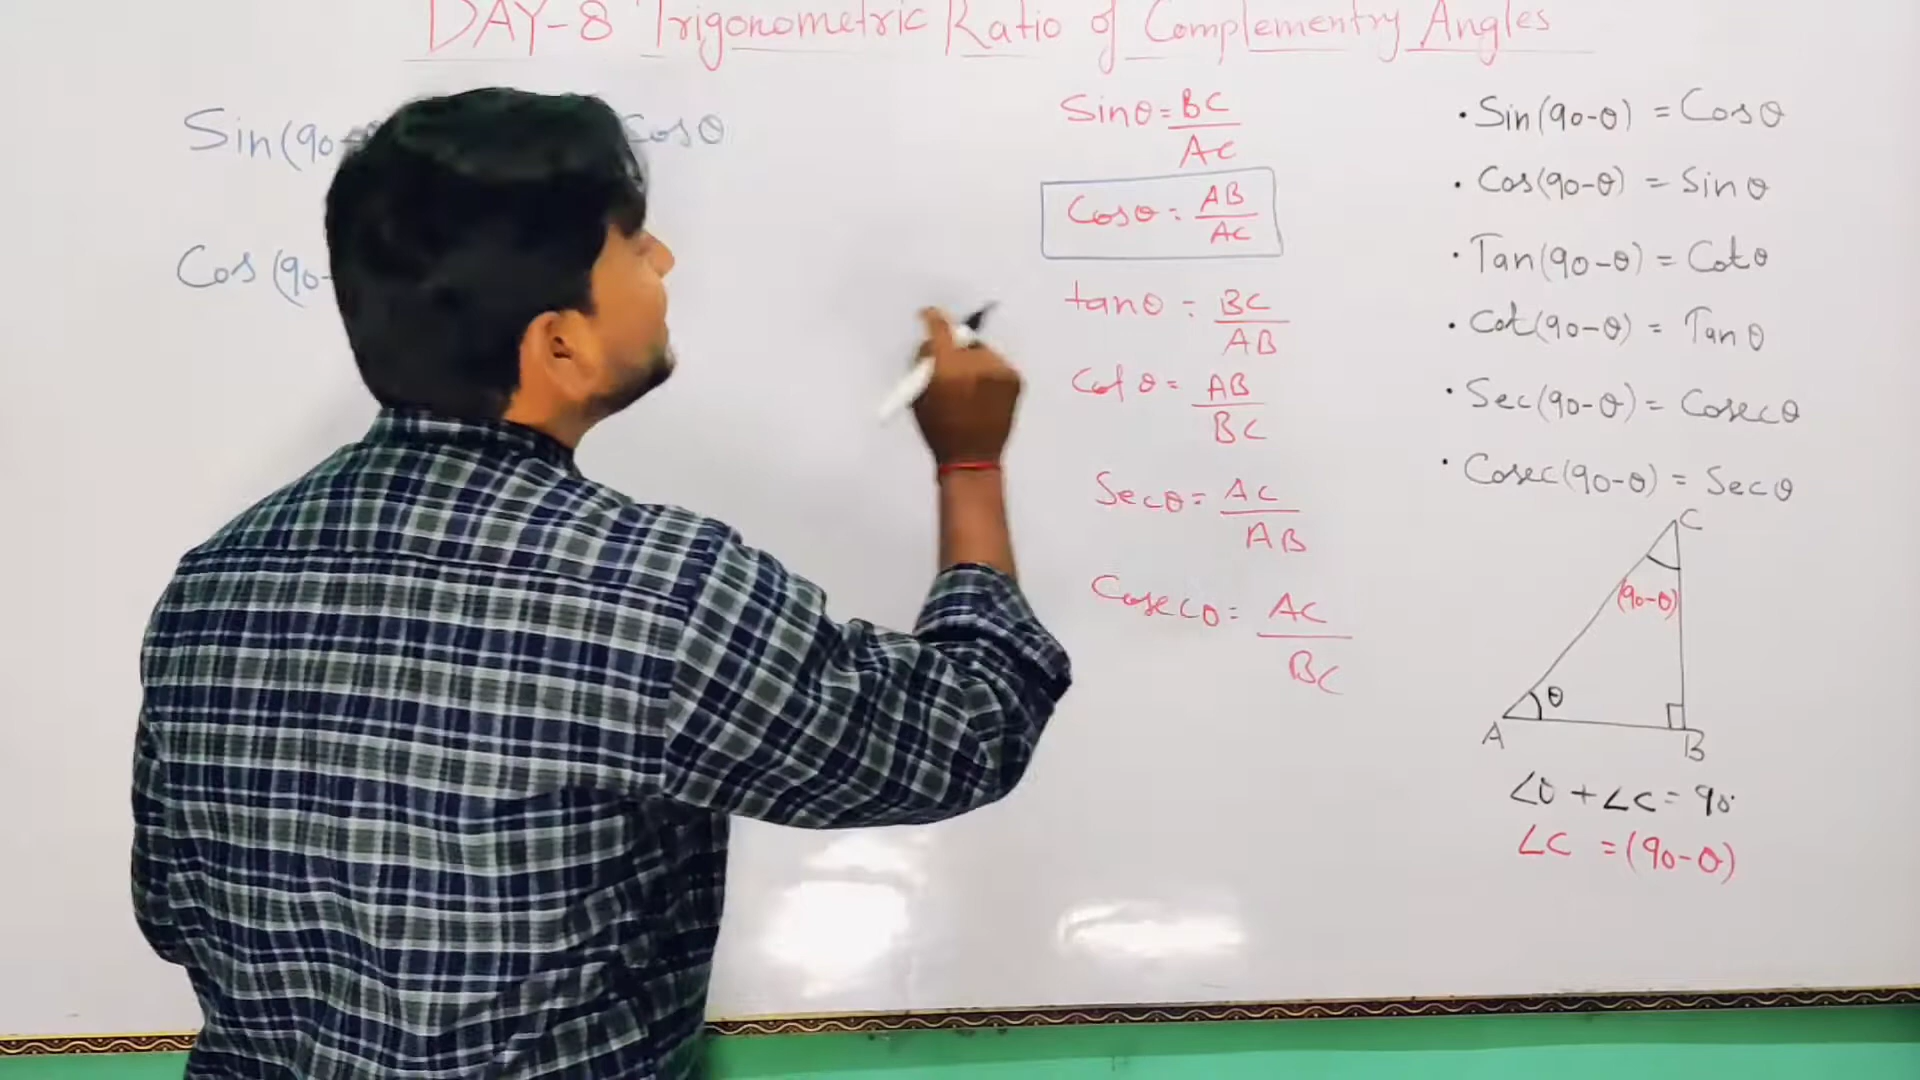 DAY-8 Trigonometric Ratio of Complementry Angles
Sin(90- Cosθ
Cos(90-
Sinθ = BC
AC
Cosθ = AB
AC
tanθ = BC
AB
Cot θ = AB
BC
Secθ = AC
AB
Cosecθ = AC
BC
• Sin(90-θ) = Cosθ
• Cos(90-θ) = Sinθ
• Tan(90-θ) = Cotθ
• Cot(90-θ) = Tanθ
• Sec(90-θ) = Cosecθ
• Cosec(90-θ) = Secθ
C
(90-θ)
θ
A
B
∠θ + ∠C = 90°
∠C = (90-θ)